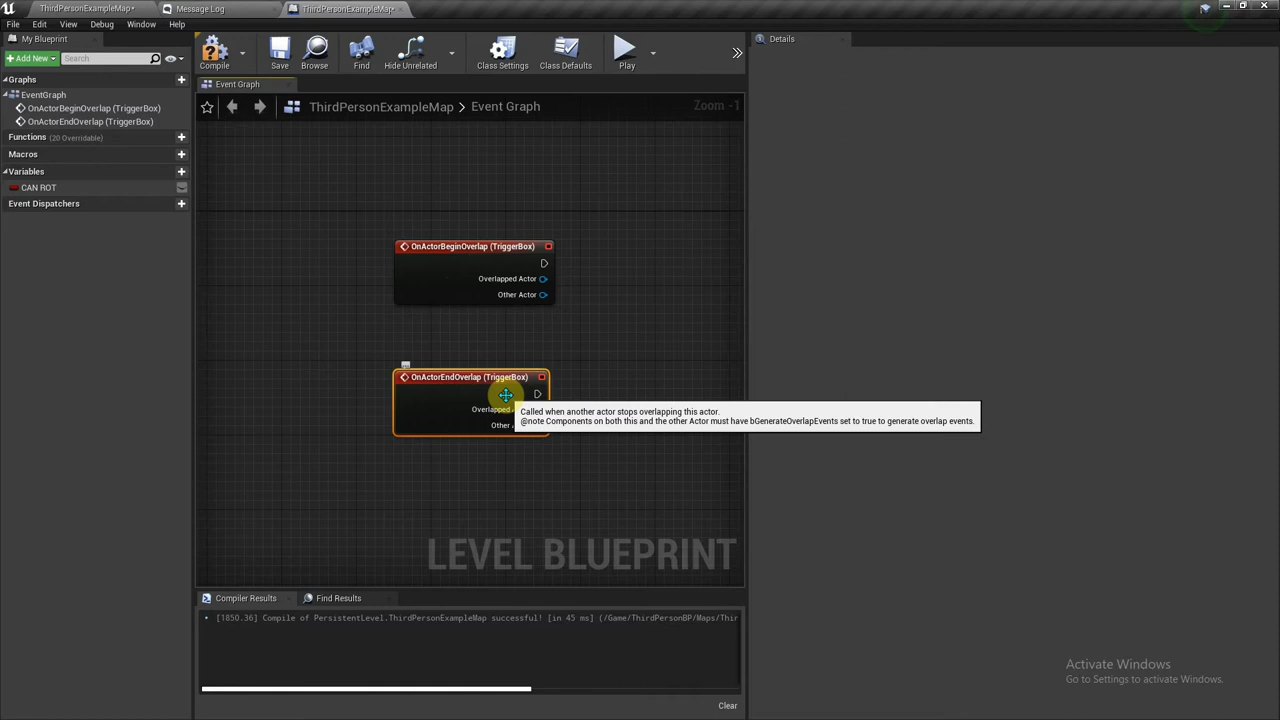 ThirdPersonExampleMap*
Message Log
ThirdPersonExampleMap*
File Edit View Debug Window Help
My Blueprint
Details
Add New
Search
Compile
Save
Browse
Find
Hide Unrelated
Class Settings
Class Defaults
Play
Graphs
Event Graph
EventGraph
OnActorBeginOverlap (TriggerBox)
OnActorEndOverlap (TriggerBox)
Functions (20 Overridable)
Macros
Variables
CAN ROT
Event Dispatchers
ThirdPersonExampleMap > Event Graph
Zoom -1
OnActorBeginOverlap (TriggerBox)
Overlapped Actor
Other Actor
OnActorEndOverlap (TriggerBox)
Overlapped
Other
Called when another actor stops overlapping this actor.
@note Components on both this and the other Actor must have bGenerateOverlapEvents set to true to generate overlap events.
LEVEL BLUEPRINT
Compiler Results
Find Results
[1850.36] Compile of PersistentLevel.ThirdPersonExampleMap successful! [in 45 ms] (/Game/ThirdPersonBP/Maps/Thir
Clear
Activate Windows
Go to Settings to activate Windows.